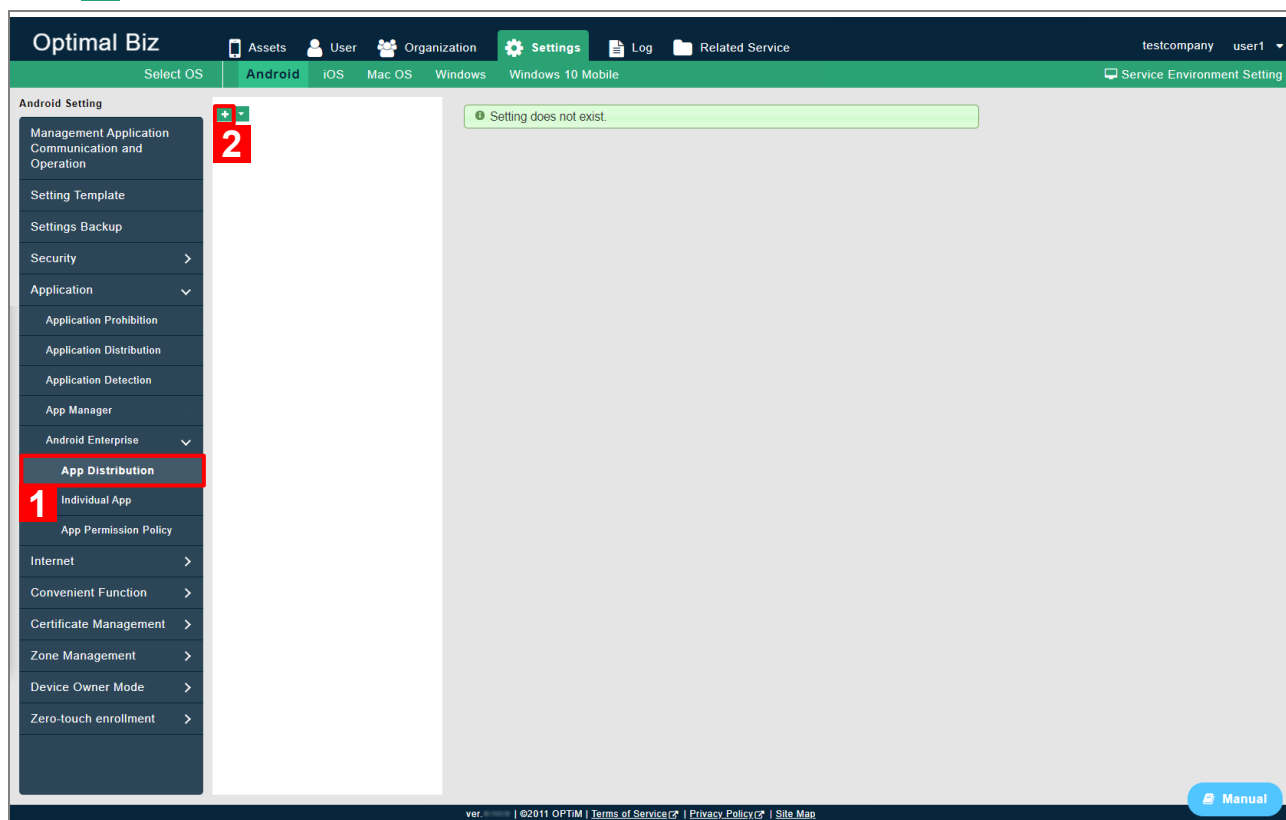 Optimal Biz
Assets User Organization Settings Log Related Service testcompany user1
Select OS Android iOS Mac OS Windows Windows 10 Mobile Service Environment Setting
Android Setting
Management Application
Communication and
Operation
Setting Template
Settings Backup
Security
Application
Application Prohibition
Application Distribution
Application Detection
App Manager
Android Enterprise
App Distribution
1
Individual App
App Permission Policy
Internet
Convenient Function
Certificate Management
Zone Management
Device Owner Mode
Zero-touch enrollment
2
Setting does not exist.
Manual
ver. | ©2011 OPTiM | Terms of Service | Privacy Policy | Site Map